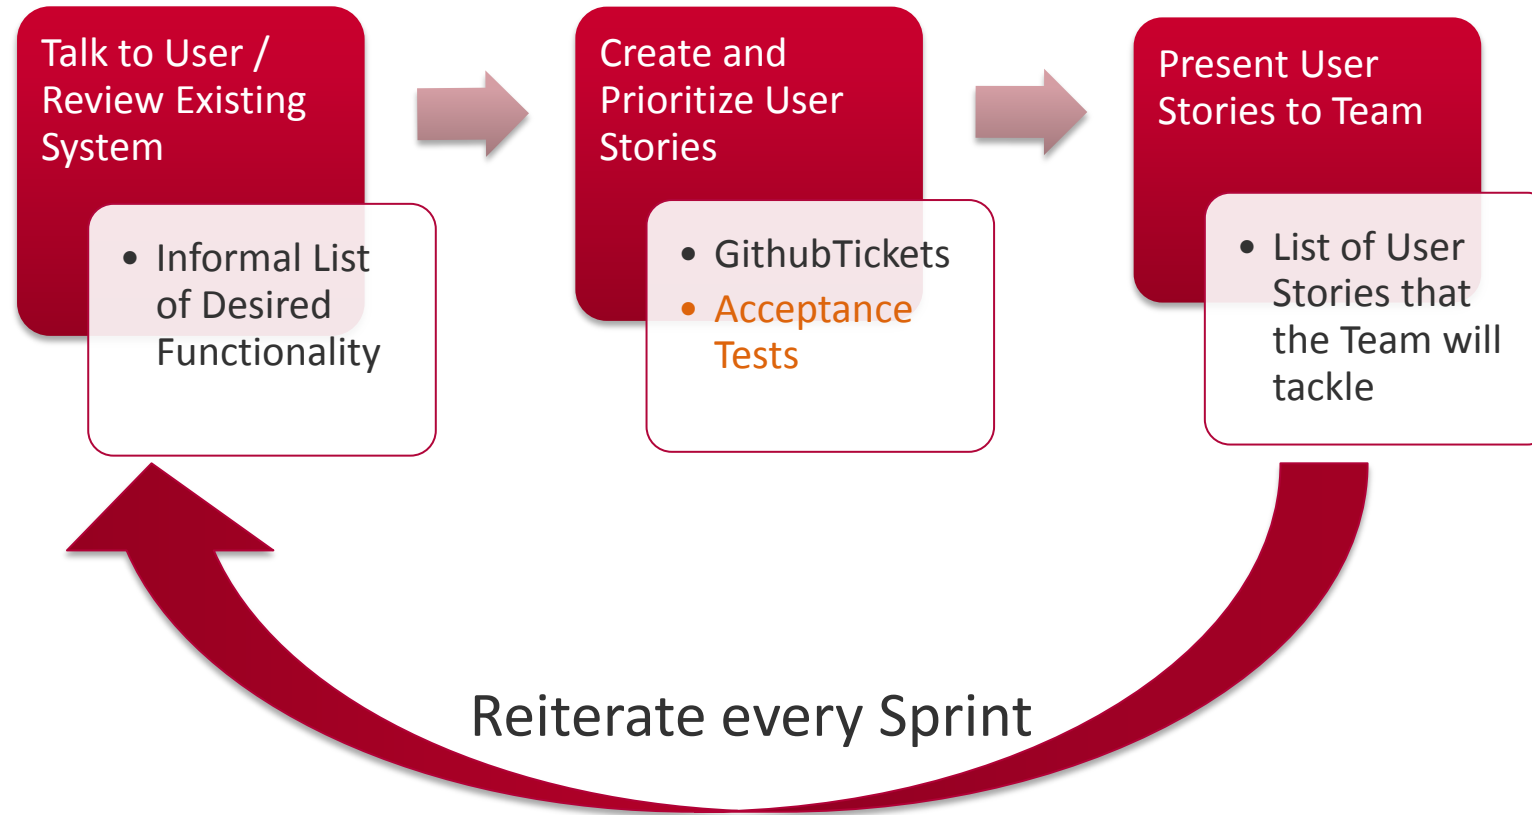 Talk to User /
Review Existing
System
• Informal List
of Desired
Functionality
Create and
Prioritize User
Stories
• GithubTickets
• Acceptance
Tests
Present User
Stories to Team
• List of User
Stories that
the Team will
tackle
Reiterate every Sprint